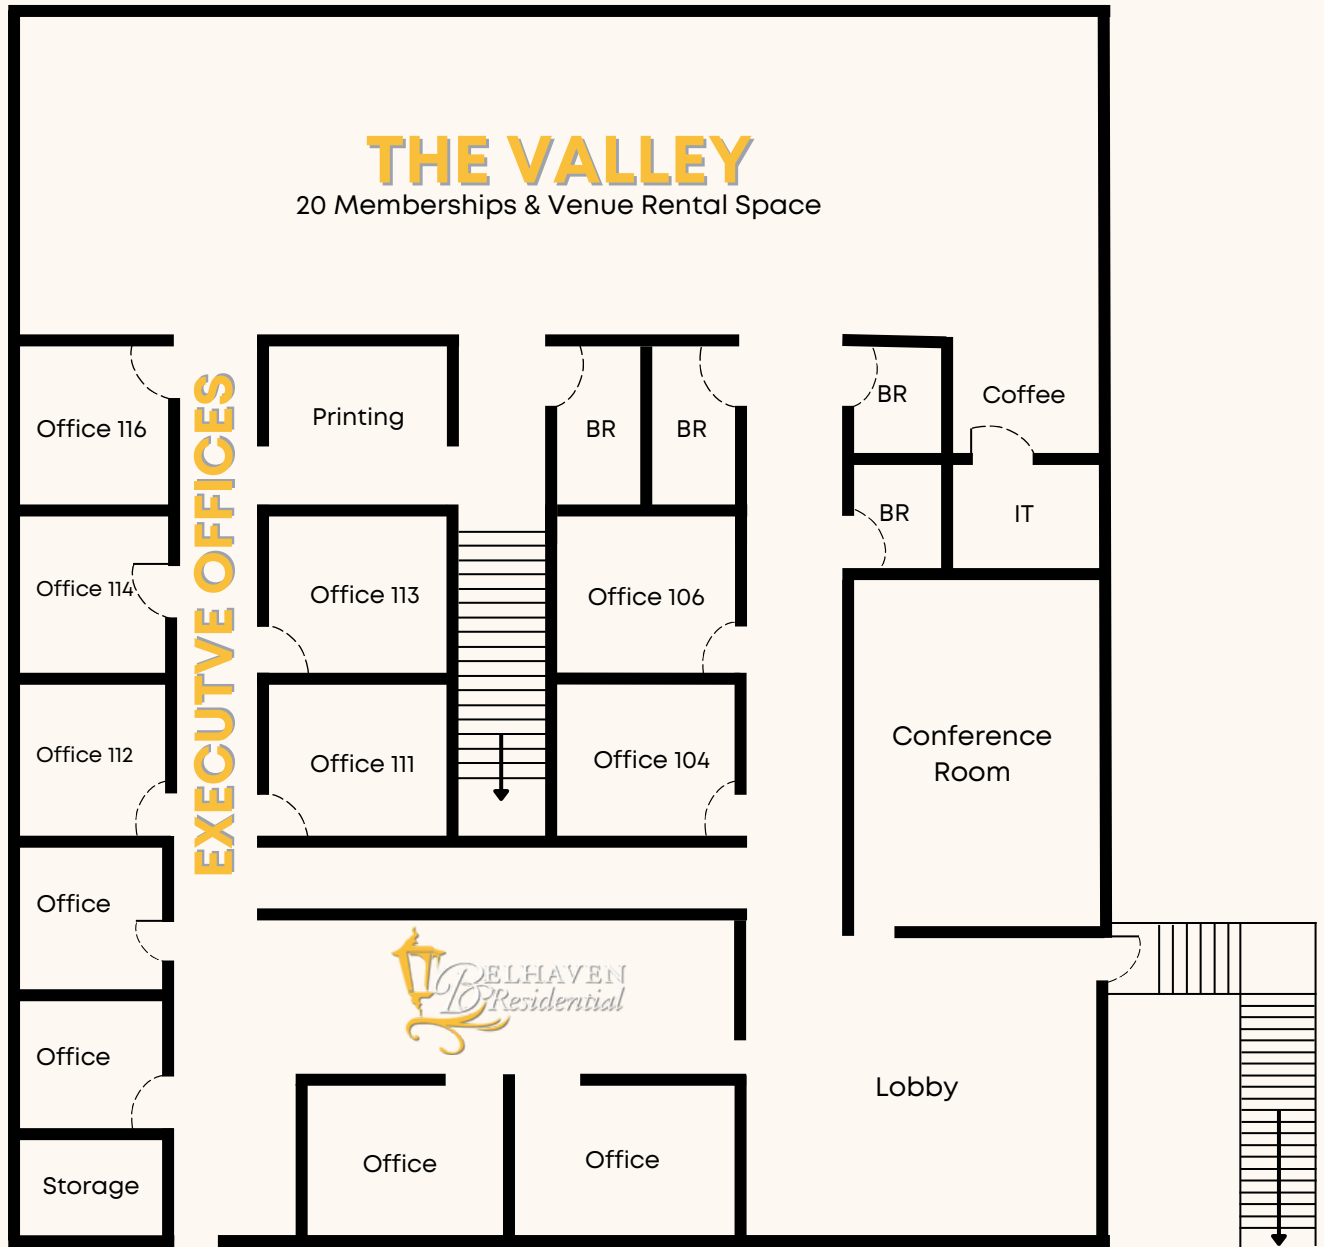 THE VALLEY
20 Memberships & Venue Rental Space
EXECUTVE OFFICES
Office 116
Printing
BR
BR
BR
Coffee
Office 114
Office 113
Office 106
BR
IT
Office 112
Office 111
Office 104
Conference
Room
Office
BELHAVEN
Residential
Office
Lobby
Office
Office
Storage